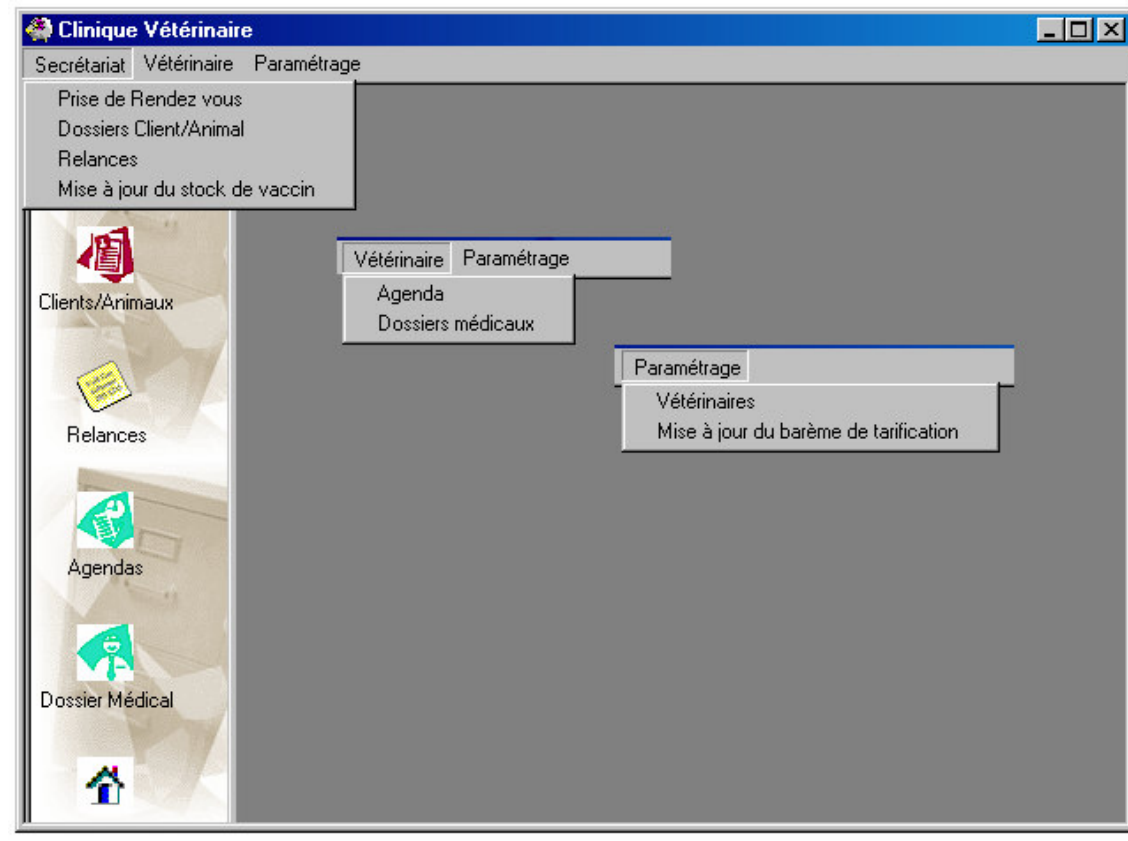 Clinique Vétérinaire
Secrétariat Vétérinaire Paramétrage
Prise de Rendez vous
Dossiers Client/Animal
Relances
Mise à jour du stock de vaccin
Clients/Animaux
Relances
Agendas
Dossier Médical
Vétérinaire Paramétrage
Agenda
Dossiers médicaux
Paramétrage
Vétérinaires
Mise à jour du barème de tarification